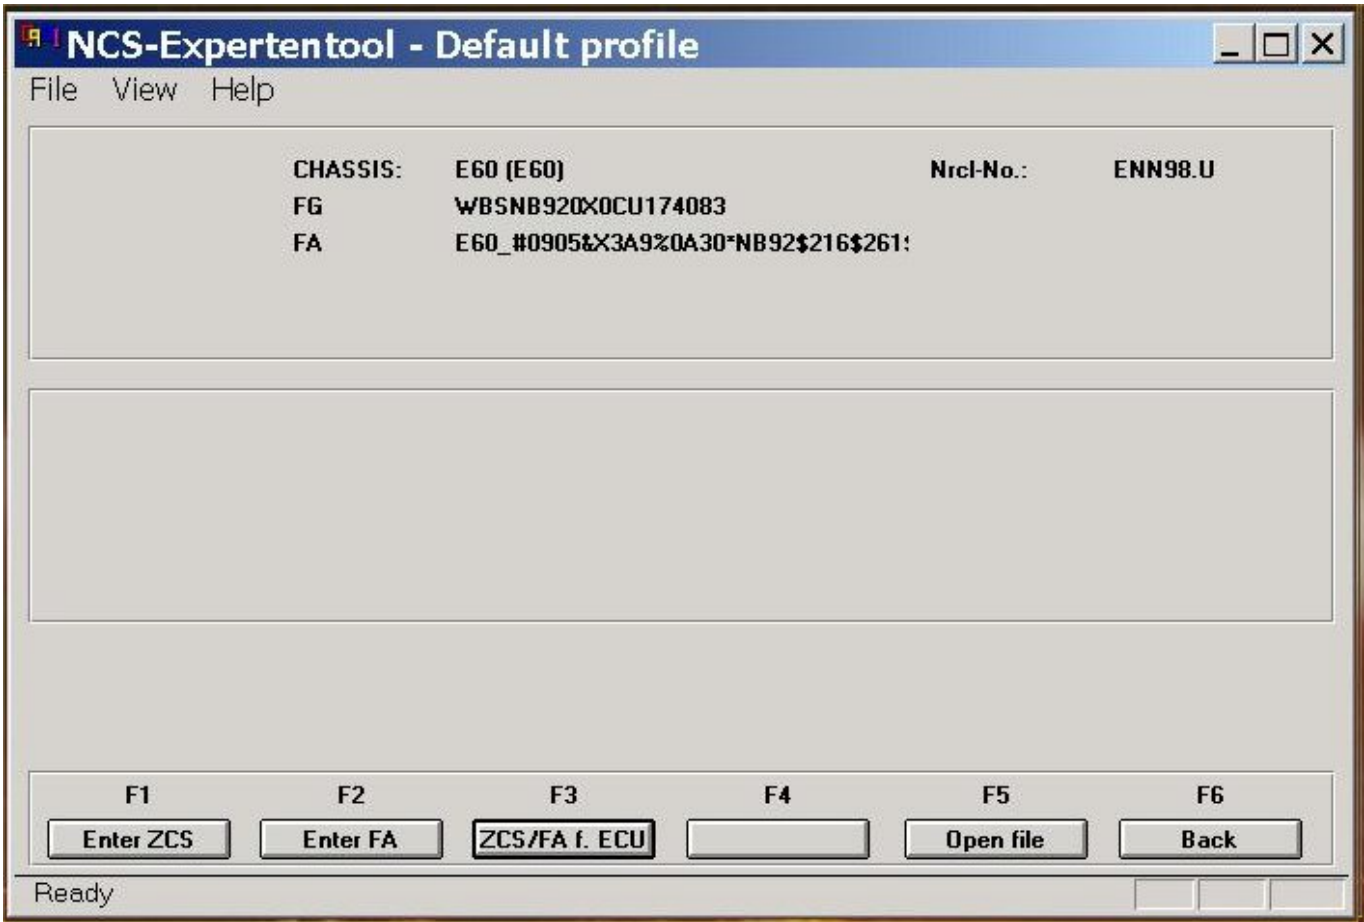 NCS-Expertentool - Default profile
File View Help
CHASSIS: E60 (E60) Nrcl-No.: ENN98.U
FG WBSNB920X0CU174083
FA E60_#0905&X3A9%0A30*NB92$216$261
F1 F2 F3 F4 F5 F6
Enter ZCS Enter FA ZCS/FA f. ECU Open file Back
Ready